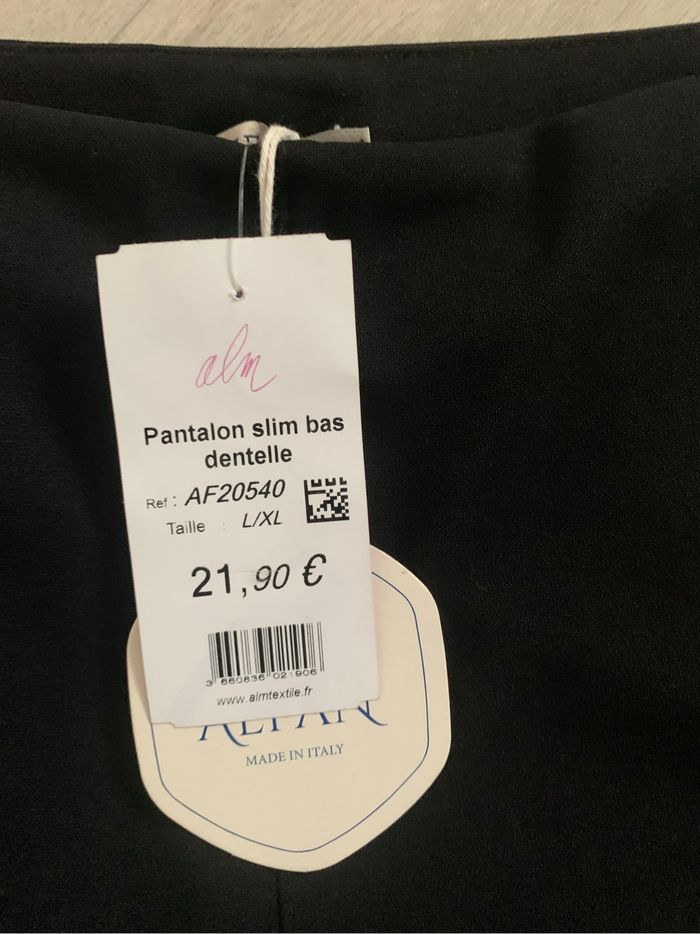 alm
Pantalon slim bas
dentelle
Ref : AF20540
Taille : L/XL
21,90 €
3 660836 021906
www.almtextile.fr
MADE IN ITALY